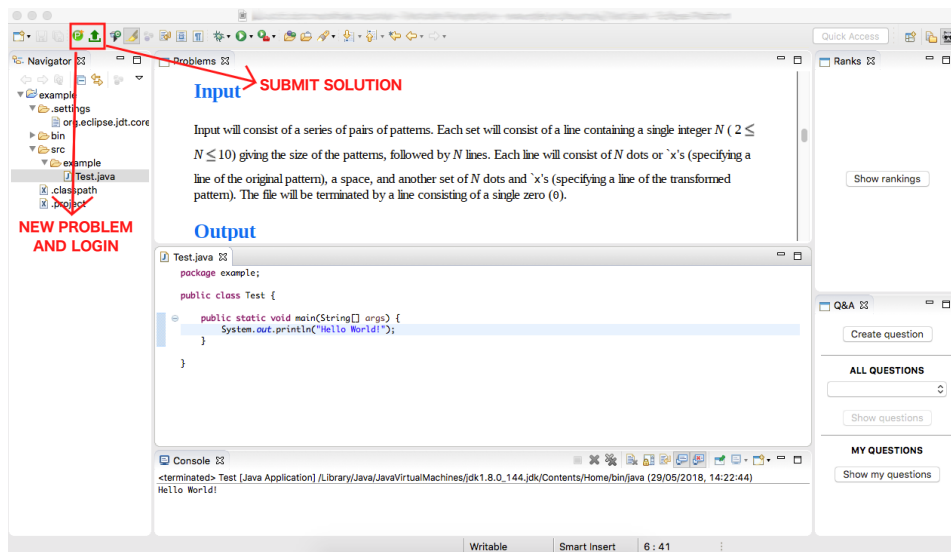 Quick Access
Navigator
example
.settings
org.eclipse.jdt.core
bin
src
example
Test.java
.classpath
.project
NEW PROBLEM
AND LOGIN
Problems
SUBMIT SOLUTION
Input
Input will consist of a series of pairs of patterns. Each set will consist of a line containing a single integer N ( 2 ≤
N ≤ 10) giving the size of the patterns, followed by N lines. Each line will consist of N dots or `x's (specifying a
line of the original pattern), a space, and another set of N dots and `x's (specifying a line of the transformed
pattern). The file will be terminated by a line consisting of a single zero (0).
Output
Test.java
package example;
public class Test {
public static void main(String[] args) {
System.out.println("Hello World!");
}
}
Console
<terminated> Test [Java Application] /Library/Java/JavaVirtualMachines/jdk1.8.0_144.jdk/Contents/Home/bin/java (29/05/2018, 14:22:44)
Hello World!
Ranks
Show rankings
Q&A
Create question
ALL QUESTIONS
Show questions
MY QUESTIONS
Show my questions
Writable
Smart Insert
6 : 41